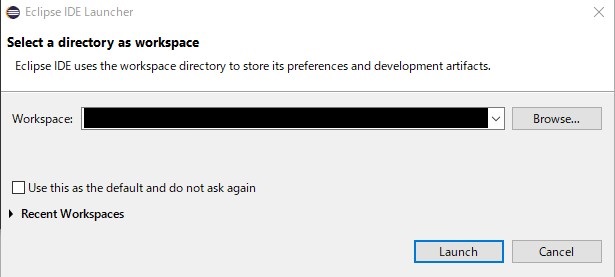 Eclipse IDE Launcher
Select a directory as workspace
Eclipse IDE uses the workspace directory to store its preferences and development artifacts.
Workspace:
Browse...
Use this as the default and do not ask again
Recent Workspaces
Launch
Cancel